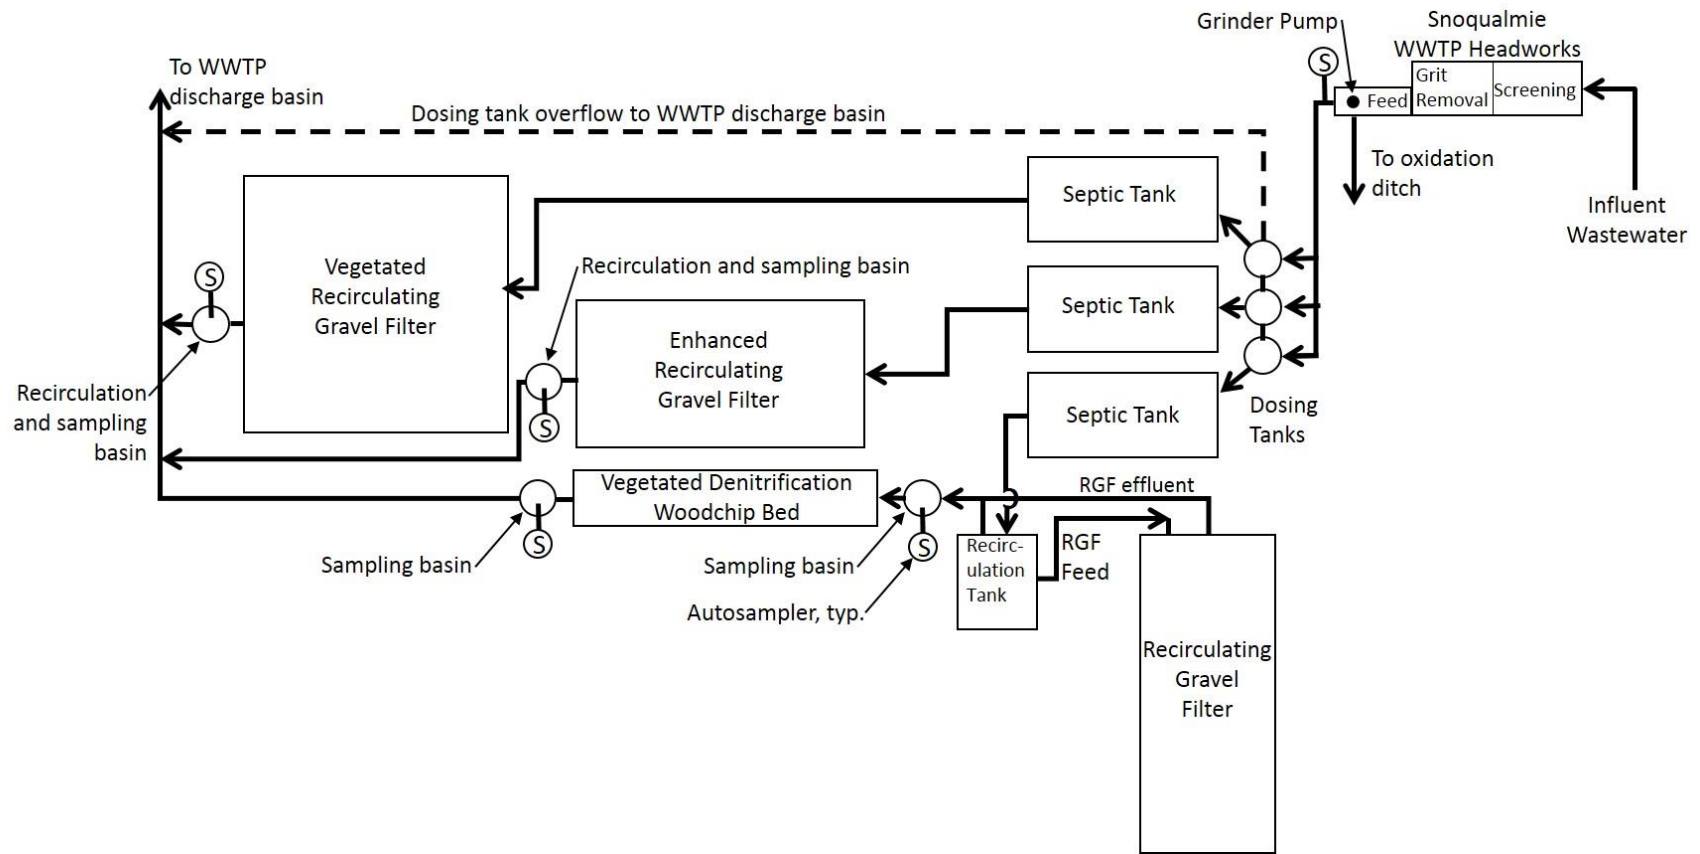 Grinder Pump
Snoqualmie
WWTP Headworks
S
Grit
Removal
Screening
Feed
To WWTP
discharge basin
Dosing tank overflow to WWTP discharge basin
To oxidation
ditch
Influent
Wastewater
Septic Tank
S
Vegetated
Recirculating
Gravel Filter
Recirculation and sampling basin
Septic Tank
Enhanced
Recirculating
Gravel Filter
Recirculation
and sampling
basin
S
Septic Tank
Dosing
Tanks
Vegetated Denitrification
Woodchip Bed
RGF effluent
S
Sampling basin
S
Sampling basin
Autosampler, typ.
Recirc-
ulation
Tank
RGF
Feed
Recirculating
Gravel
Filter